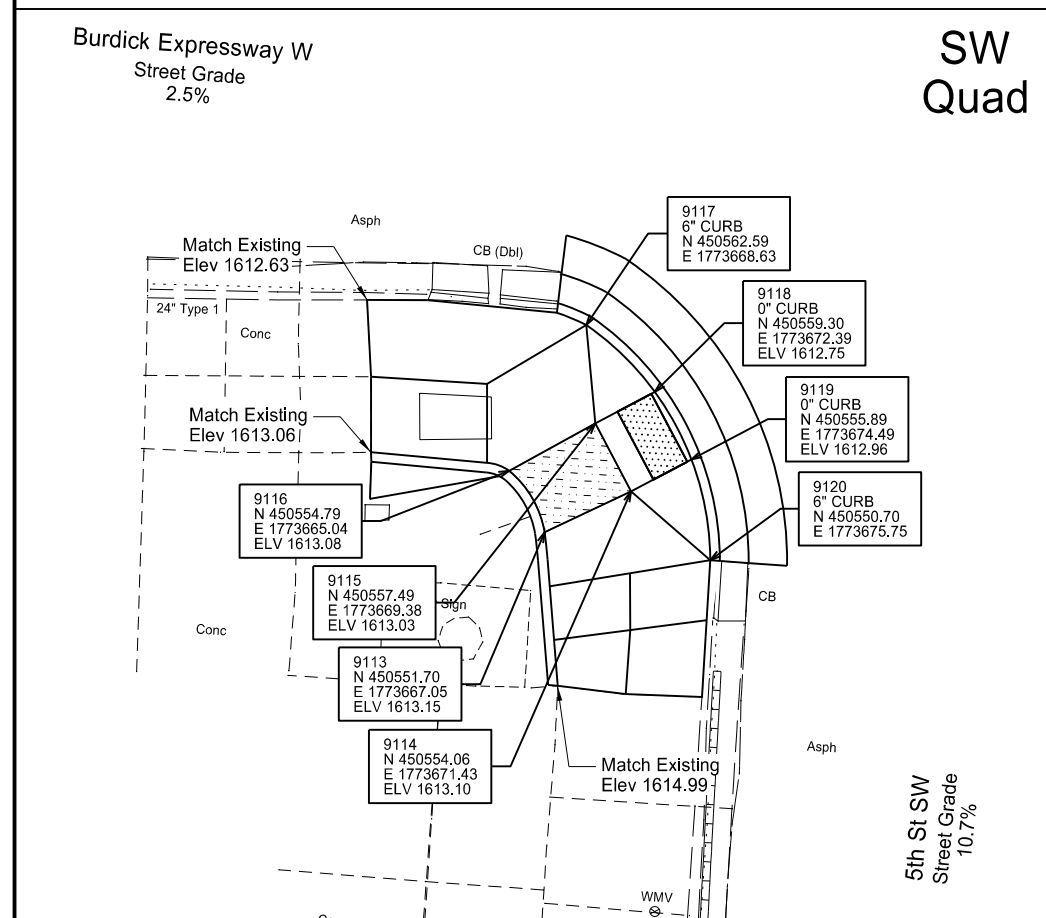 Burdick Expressway W
Street Grade
2.5%
SW
Quad
Asph
CB (Dbl)
Match Existing
Elev 1612.63
24" Type 1
Conc
9117
6" CURB
N 450562.59
E 1773668.63
9118
0" CURB
N 450559.30
E 1773672.39
ELV 1612.75
9119
0" CURB
N 450555.89
E 1773674.49
ELV 1612.96
Match Existing
Elev 1613.06
9120
6" CURB
N 450550.70
E 1773675.75
9116
N 450554.79
E 1773665.04
ELV 1613.08
9115
N 450557.49
E 1773669.38
ELV 1613.03
Sign
CB
Conc
9113
N 450551.70
E 1773667.05
ELV 1613.15
9114
N 450554.06
E 1773671.43
ELV 1613.10
Match Existing
Elev 1614.99
Asph
5th St SW
Street Grade
10.7%
WMV